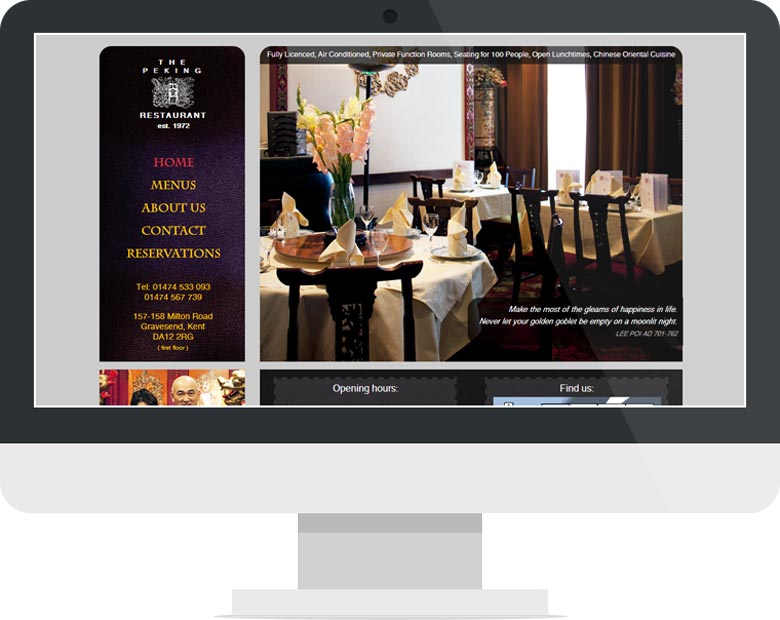 THE
PEKING
RESTAURANT
est. 1972
HOME
MENUS
ABOUT US
CONTACT
RESERVATIONS
Tel: 01474 533 093
01474 567 739
157-158 Milton Road
Gravesend, Kent
DA12 2RG
( first floor )
Fully Licenced, Air Conditioned, Private Function Rooms, Seating for 100 People, Open Lunchtimes, Chinese Oriental Cuisine
Make the most of the gleams of happiness in life.
Never let your golden goblet be empty on a moonlit night.
LEE POI AD 701-762
Opening hours:
Find us: